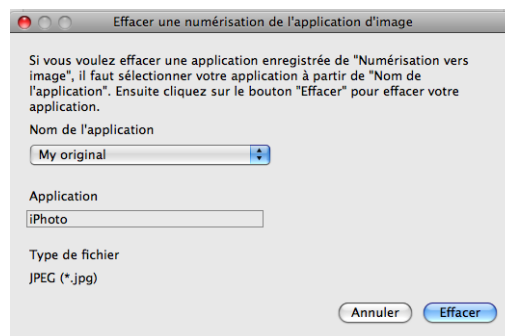 Effacer une numérisation de l'application d'image
Si vous voulez effacer une application enregistrée de "Numérisation vers
image", il faut sélectionner votre application à partir de "Nom de
l'application". Ensuite cliquez sur le bouton "Effacer" pour effacer votre
application.
Nom de l'application
My original
Application
iPhoto
Type de fichier
JPEG (*.jpg)
Annuler Effacer